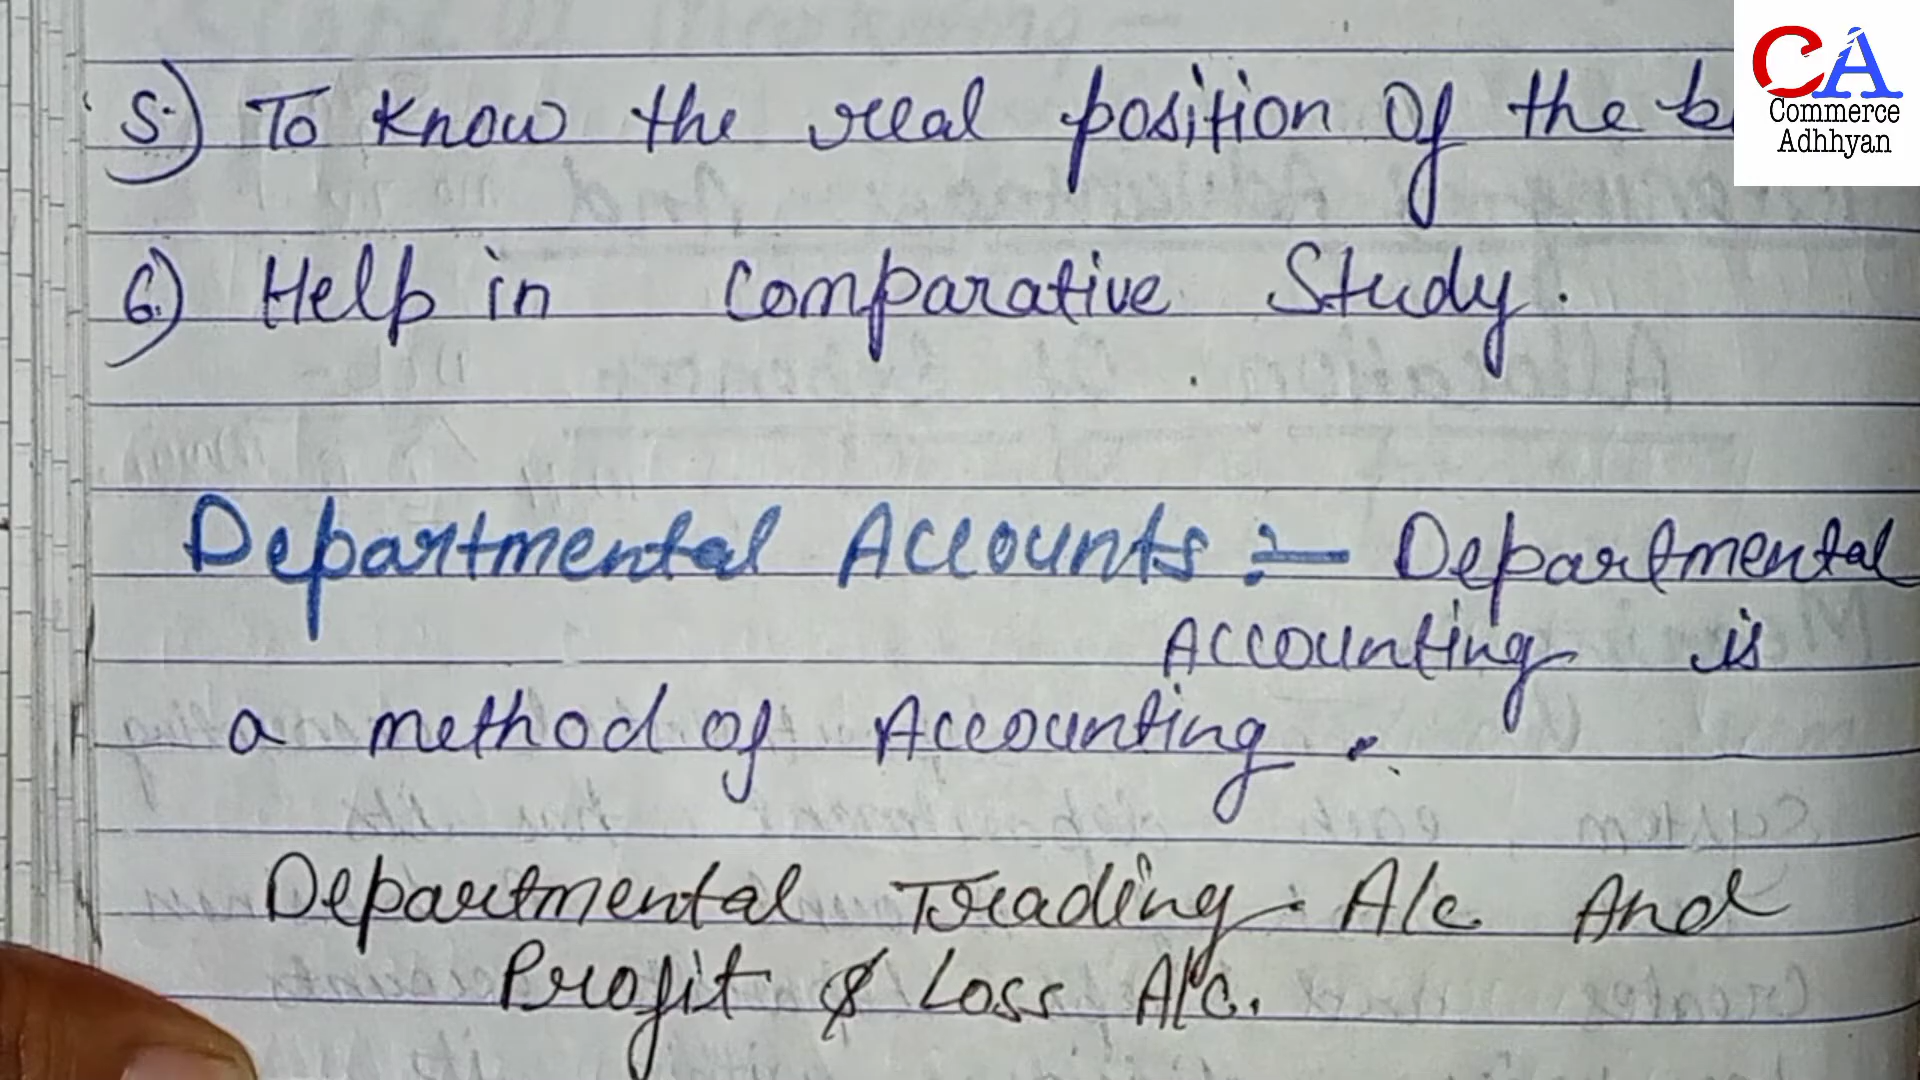 5.) To Know the real position Of the
6.) Help in Comparative Study.
Departmental Accounts :- Departmental
Accounting is
a method of Accounting.
Departmental Trading A/c And
Profit & Loss A/c.
CA
Commerce
Adhhyan